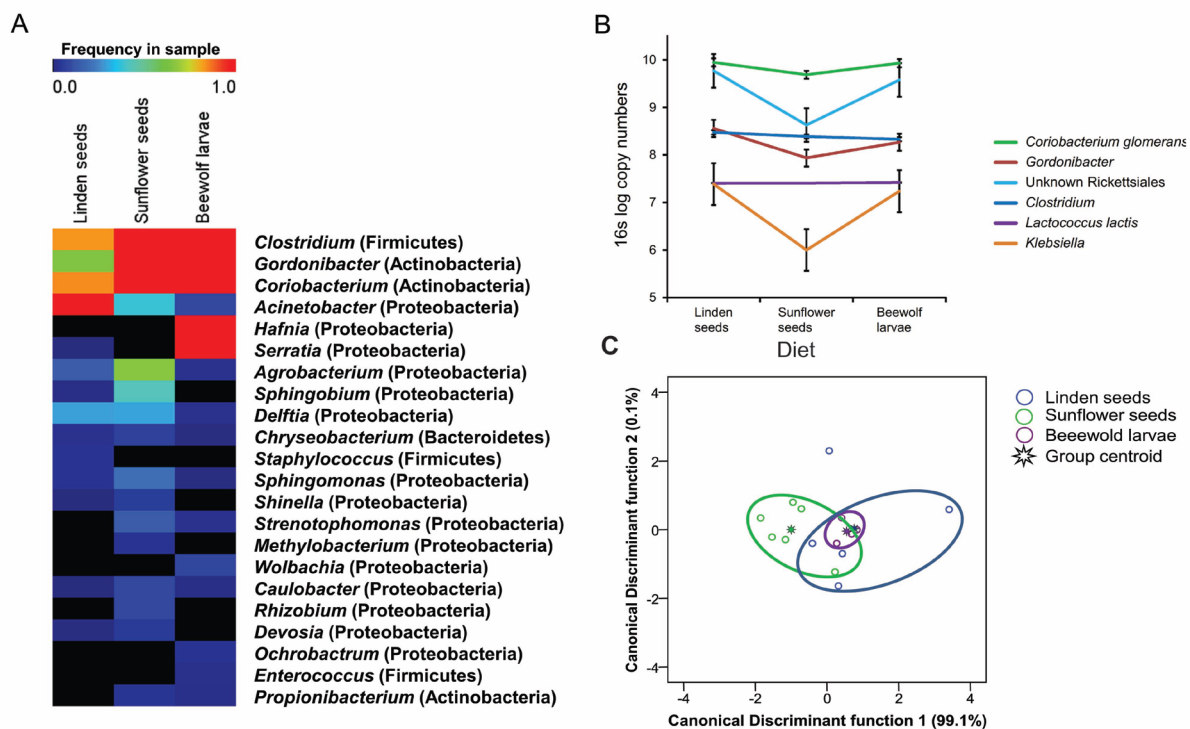 A
Frequency in sample
0.0 1.0
Linden seeds
Sunflower seeds
Beewolf larvae
Clostridium (Firmicutes)
Gordonibacter (Actinobacteria)
Coriobacterium (Actinobacteria)
Acinetobacter (Proteobacteria)
Hafnia (Proteobacteria)
Serratia (Proteobacteria)
Agrobacterium (Proteobacteria)
Sphingobium (Proteobacteria)
Delftia (Proteobacteria)
Chryseobacterium (Bacteroidetes)
Staphylococcus (Firmicutes)
Sphingomonas (Proteobacteria)
Shinella (Proteobacteria)
Strenotophomonas (Proteobacteria)
Methylobacterium (Proteobacteria)
Wolbachia (Proteobacteria)
Caulobacter (Proteobacteria)
Rhizobium (Proteobacteria)
Devosia (Proteobacteria)
Ochrobactrum (Proteobacteria)
Enterococcus (Firmicutes)
Propionibacterium (Actinobacteria)
B
16s log copy numbers
10
9
8
7
6
5
Linden seeds
Sunflower seeds
Beewolf larvae
Diet
Coriobacterium glomerans
Gordonibacter
Unknown Rickettsiales
Clostridium
Lactococcus lactis
Klebsiella
C
Canonical Discriminant function 2 (0.1%)
4
2
0
-2
-4
-4 -2 0 2 4
Canonical Discriminant function 1 (99.1%)
Linden seeds
Sunflower seeds
Beeewold larvae
Group centroid